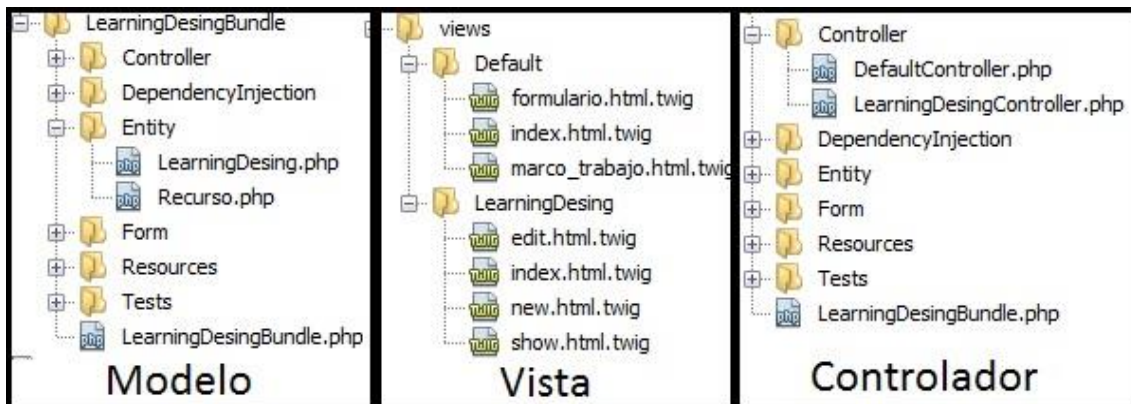 LearningDesingBundle
Controller
DependencyInjection
Entity
LearningDesing.php
Recurso.php
Form
Resources
Tests
LearningDesingBundle.php
Modelo
views
Default
formulario.html.twig
index.html.twig
marco_trabajo.html.twig
LearningDesing
edit.html.twig
index.html.twig
new.html.twig
show.html.twig
Vista
Controller
DefaultController.php
LearningDesingController.php
DependencyInjection
Entity
Form
Resources
Tests
LearningDesingBundle.php
Controlador